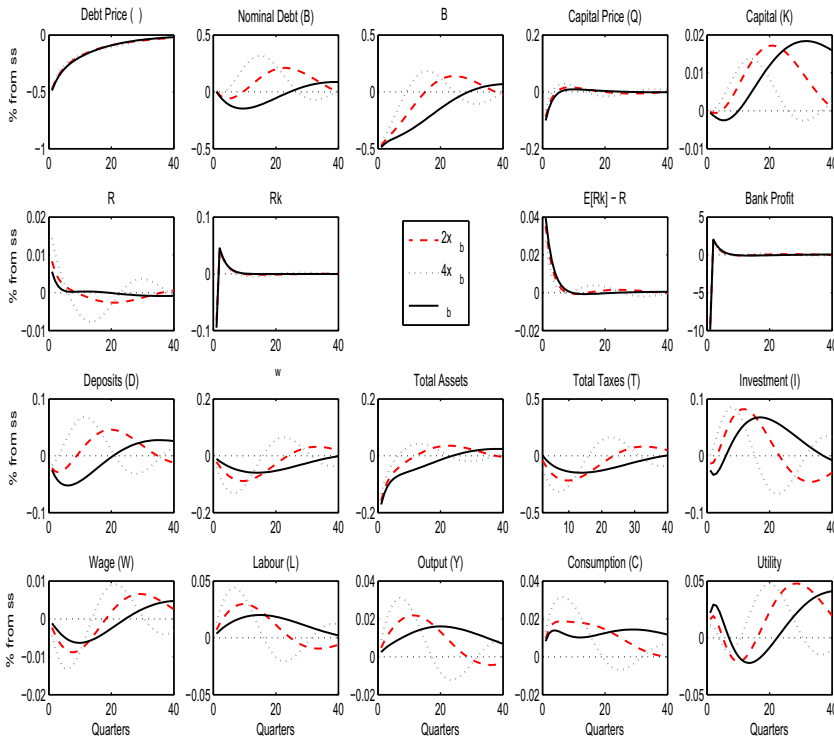 Debt Price ( ) Nominal Debt (B) B Capital Price (Q) Capital (K)
% from ss
0 −0.5 −1 0 20 40
0.5 0 −0.5 0 20 40
0.5 0 −0.5 0 20 40
0.2 0 −0.2 0 20 40
0.02 0.01 0 −0.01 0 20 40
R Rk E[Rk] − R Bank Profit
% from ss
0.02 0.01 0 −0.01 0 20 40
0.1 0 −0.1 0 20 40
2x b
4x b
b
0.04 0.02 0 −0.02 0 20 40
5 0 −5 −10 0 20 40
Deposits (D) w Total Assets Total Taxes (T) Investment (I)
% from ss
0.1 0 −0.1 0 20 40
0.2 0 −0.2 0 20 40
0.2 0 −0.2 0 20 40
0.5 0 −0.5 10 20 30 40
0.1 0 −0.1 0 20 40
Wage (W) Labour (L) Output (Y) Consumption (C) Utility
% from ss
0.01 0 −0.01 −0.02 0 20 40
0.05 0 −0.05 0 20 40
0.04 0.02 0 −0.02 0 20 40
0.04 0.02 0 −0.02 0 20 40
0.05 0 −0.05 0 20 40
Quarters Quarters Quarters Quarters Quarters